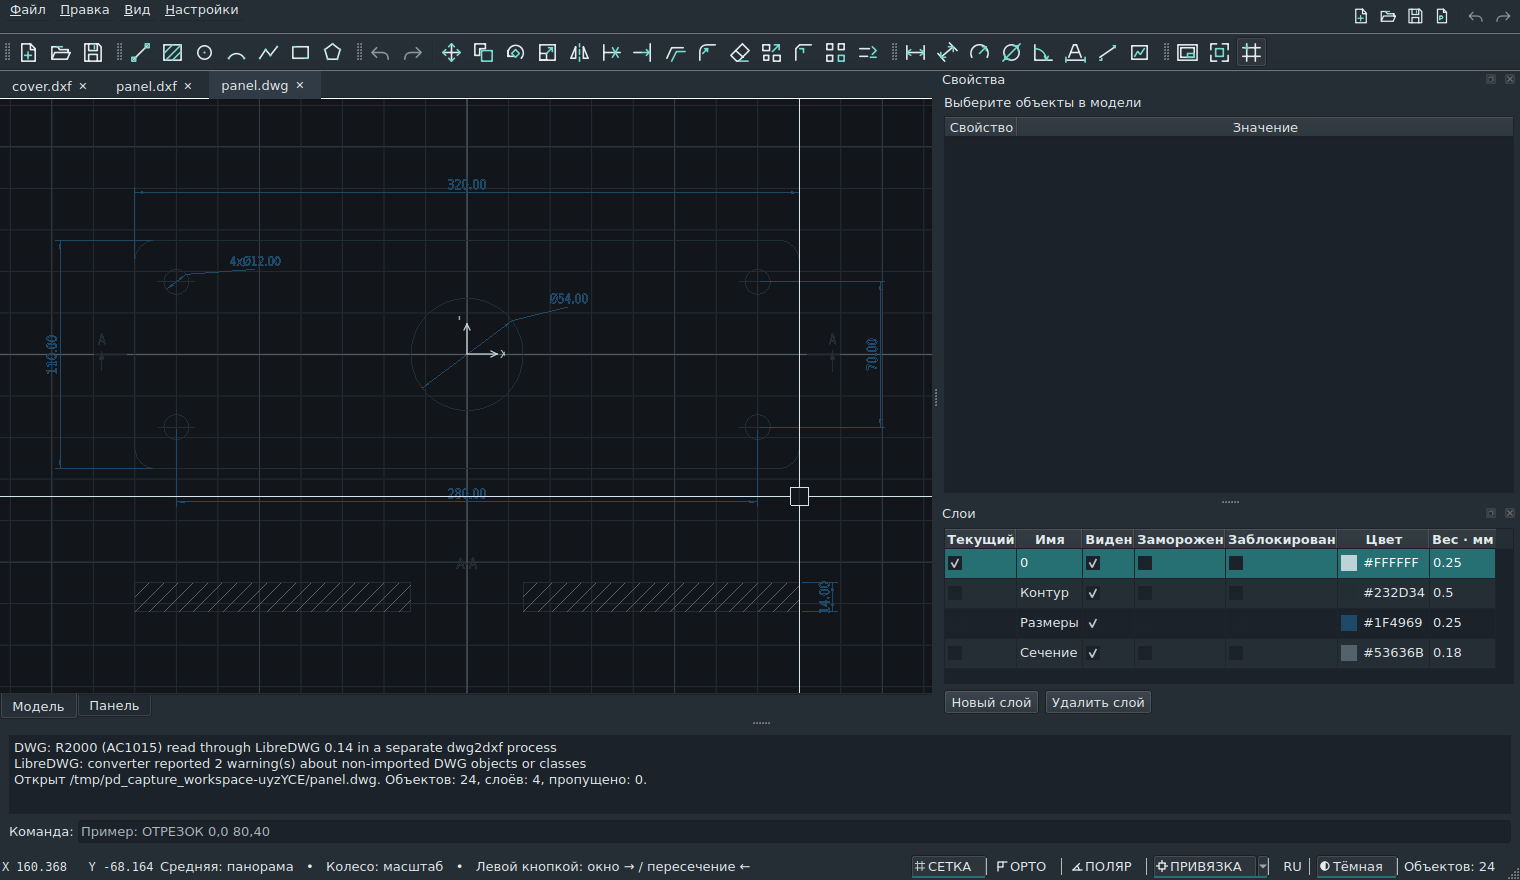 Файл Правка Вид Настройки
cover.dxf × panel.dxf × panel.dwg ×
Свойства
Выберите объекты в модели
Свойство Значение
320.00
4xØ12.00
Ø54.00
110.00
A
A
70.00
X
280.00
A-A
14.00
Слои
Текущий Имя Виден Заморожен Заблокирован Цвет Вес · мм
0 #FFFFFF 0.25
Контур #232D34 0.5
Размеры #1F4969 0.25
Сечение #53636B 0.18
Новый слой Удалить слой
Модель Панель
DWG: R2000 (AC1015) read through LibreDWG 0.14 in a separate dwg2dxf process
LibreDWG: converter reported 2 warning(s) about non-imported DWG objects or classes
Открыт /tmp/pd_capture_workspace-uyzYCE/panel.dwg. Объектов: 24, слоёв: 4, пропущено: 0.
Команда: Пример: ОТРЕЗОК 0,0 80,40
X 160.368 Y -68.164 Средняя: панорама • Колесо: масштаб • Левой кнопкой: окно → / пересечение ← СЕТКА ОРТО ПОЛЯР ПРИВЯЗКА RU Тёмная Объектов: 24